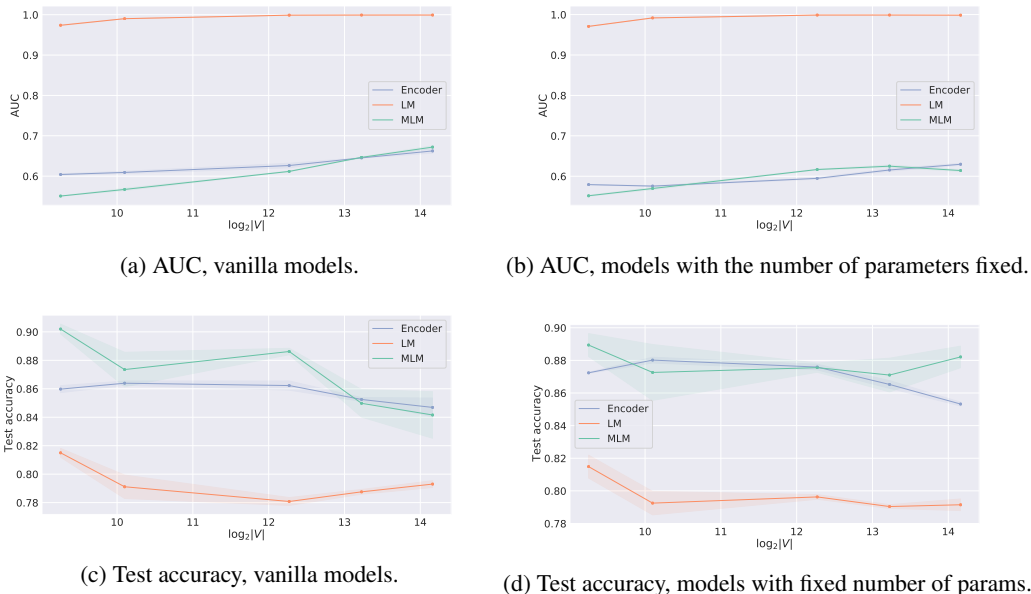 1.0
0.9
0.8
0.7
0.6
AUC
Encoder
LM
MLM
10 11 12 13 14
log₂|V|
(a) AUC, vanilla models.
1.0
0.9
0.8
0.7
0.6
AUC
Encoder
LM
MLM
10 11 12 13 14
log₂|V|
(b) AUC, models with the number of parameters fixed.
0.90
0.88
0.86
0.84
0.82
0.80
0.78
Test accuracy
Encoder
LM
MLM
10 11 12 13 14
log₂|V|
(c) Test accuracy, vanilla models.
0.90
0.88
0.86
0.84
0.82
0.80
0.78
Test accuracy
Encoder
LM
MLM
10 11 12 13 14
log₂|V|
(d) Test accuracy, models with fixed number of params.